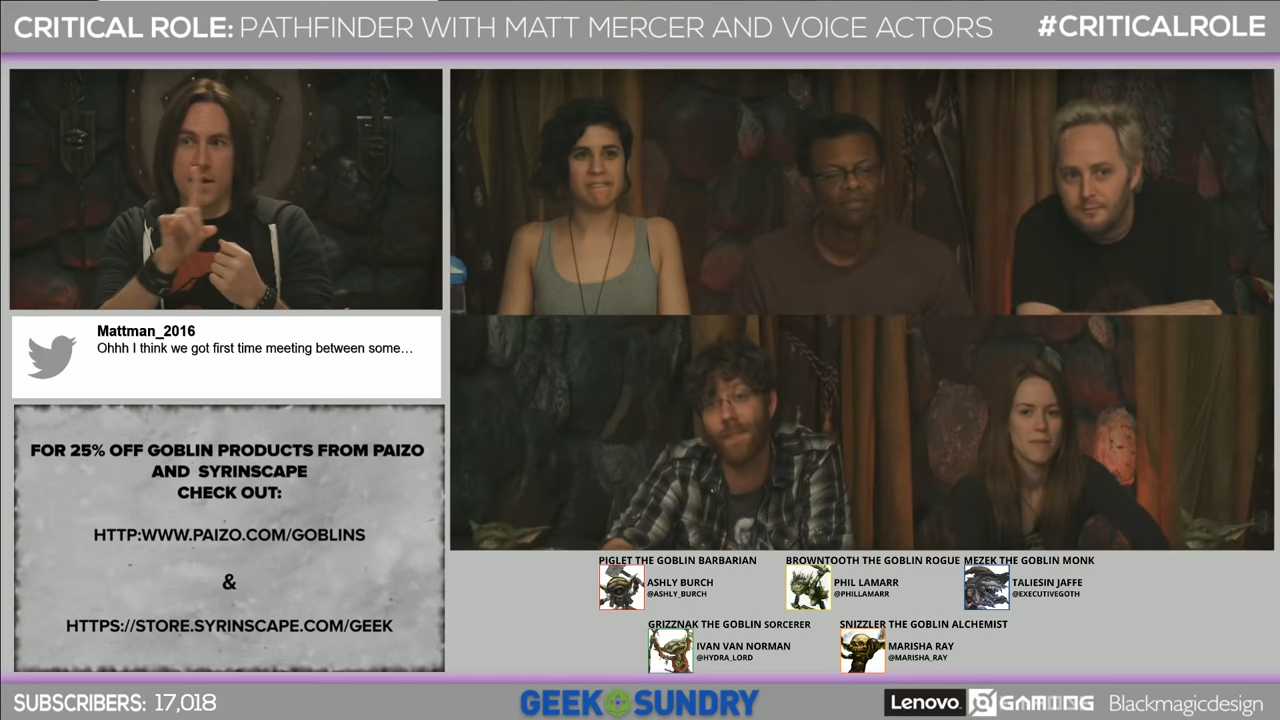 CRITICAL ROLE: PATHFINDER WITH MATT MERCER AND VOICE ACTORS
#CRITICALROLE
Mattman_2016
Ohhh I think we got first time meeting between some…
FOR 25% OFF GOBLIN PRODUCTS FROM PAIZO
AND SYRINSCAPE
CHECK OUT:
HTTP:WWW.PAIZO.COM/GOBLINS
&
HTTPS://STORE.SYRINSCAPE.COM/GEEK
PIGLET THE GOBLIN BARBARIAN
ASHLY BURCH
@ASHLY_BURCH
BROWNTOOTH THE GOBLIN ROGUE
PHIL LAMARR
@PHILLAMARR
MEZEK THE GOBLIN MONK
TALIESIN JAFFE
@EXECUTIVEGOTH
GRIZZNAK THE GOBLIN SORCERER
IVAN VAN NORMAN
@HYDRA_LORD
SNIZZLER THE GOBLIN ALCHEMIST
MARISHA RAY
@MARISHA_RAY
SUBSCRIBERS: 17,018
GEEK & SUNDRY
Lenovo
GAMING
Blackmagicdesign